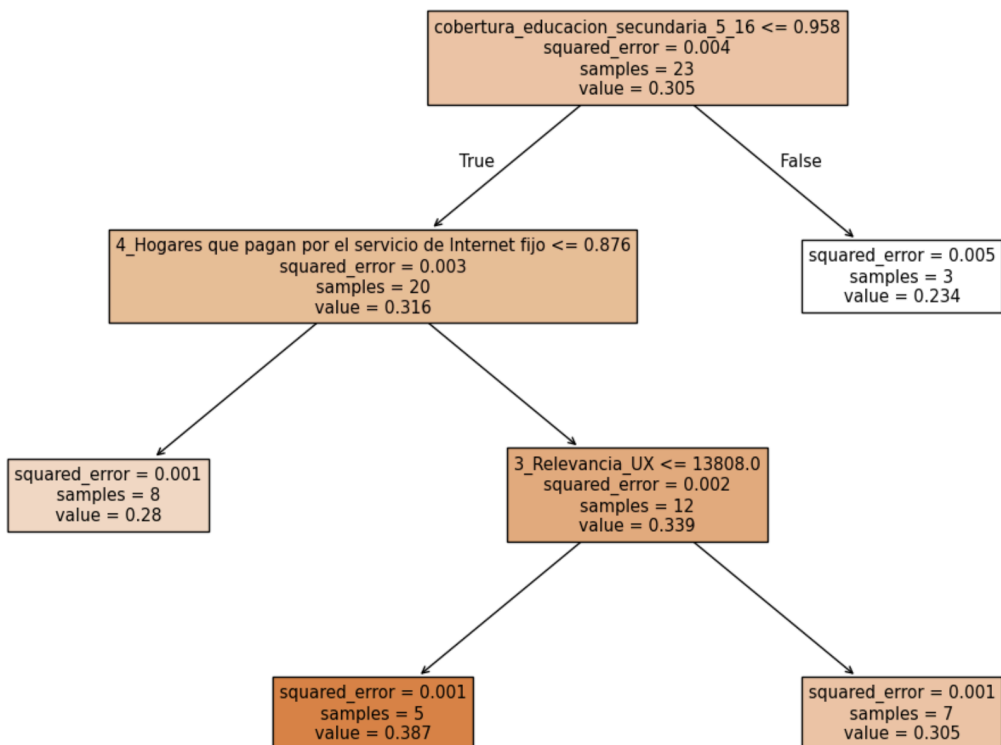 cobertura_educacion_secundaria_5_16 <= 0.958
squared_error = 0.004
samples = 23
value = 0.305
True
False
4_Hogares que pagan por el servicio de Internet fijo <= 0.876
squared_error = 0.003
samples = 20
value = 0.316
squared_error = 0.005
samples = 3
value = 0.234
squared_error = 0.001
samples = 8
value = 0.28
3_Relevancia_UX <= 13808.0
squared_error = 0.002
samples = 12
value = 0.339
squared_error = 0.001
samples = 5
value = 0.387
squared_error = 0.001
samples = 7
value = 0.305